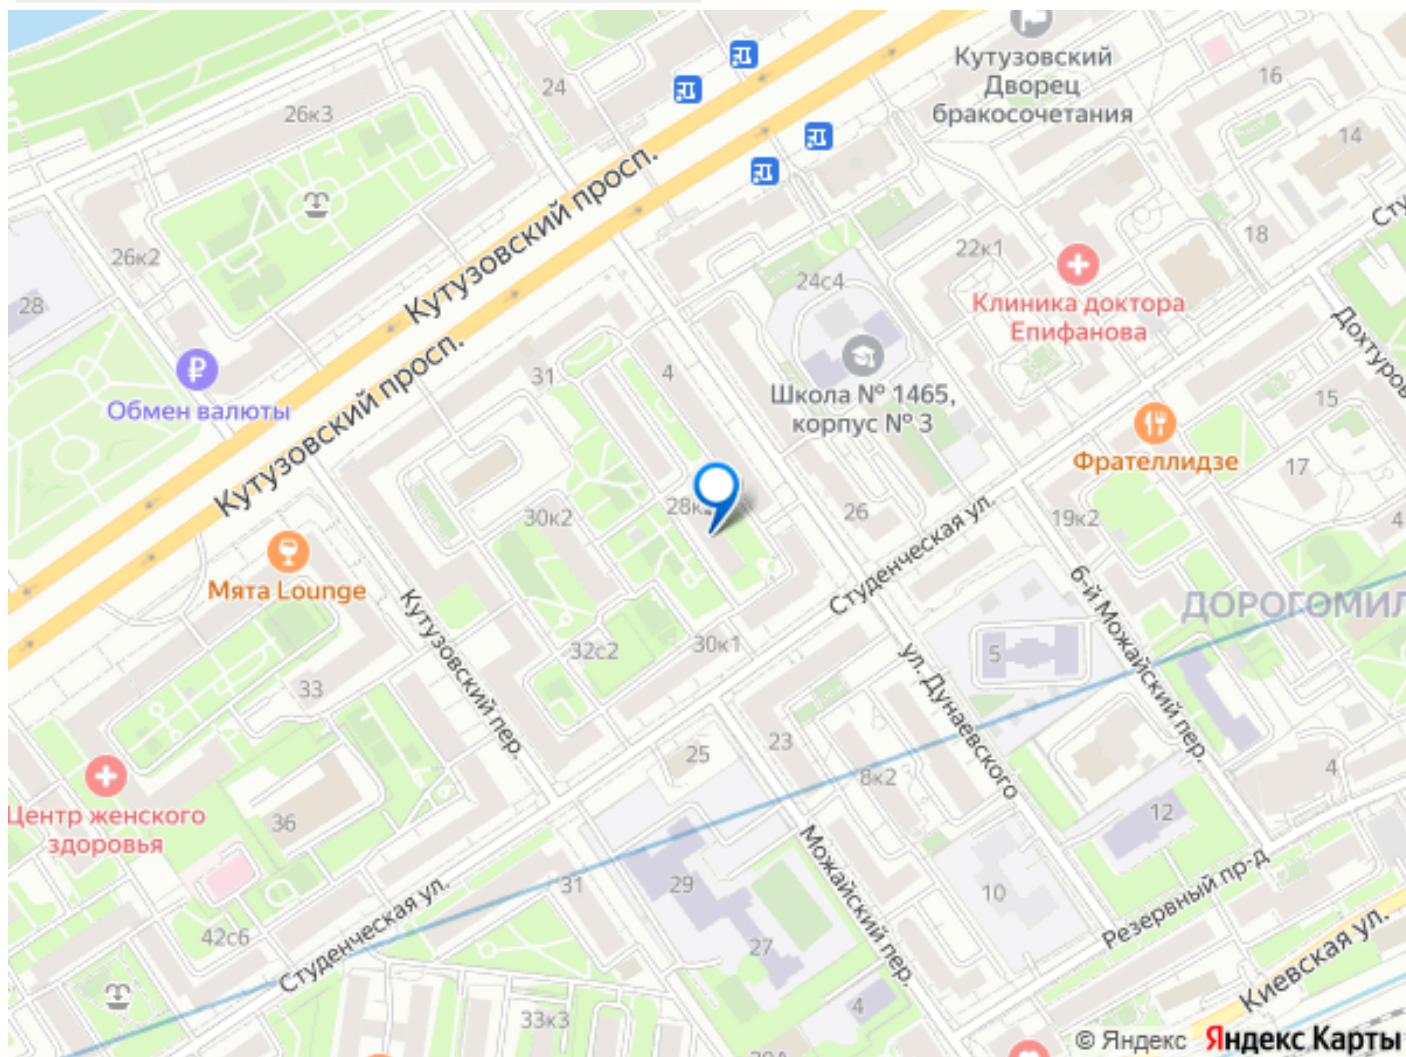 Кутузовский
Дворец
бракосочетания
24
16
26к3
14
Кутузовский просп.
Сту
26к2
22к1
18
24с4
28
Клиника доктора
Епифанова
Дохтуров
Кутузовский просп.
31
4
Обмен валюты
Школа № 1465,
корпус № 3
15
Фрателлидзе
17
30к2
26
19к2
4
Студенческая ул.
Мята Lounge
6-й Можайский пер.
ДОРОГОМИЛ
Кутузовский пер.
32с2
30к1
5
ул. Дунаевского
33
23
25
8к2
4
Центр женского
здоровья
36
12
Можайский пер.
Резервный пр-д
31
29
10
Студенческая ул.
42с6
27
Киевская ул.
4
33к3
© Яндекс Яндекс Карты